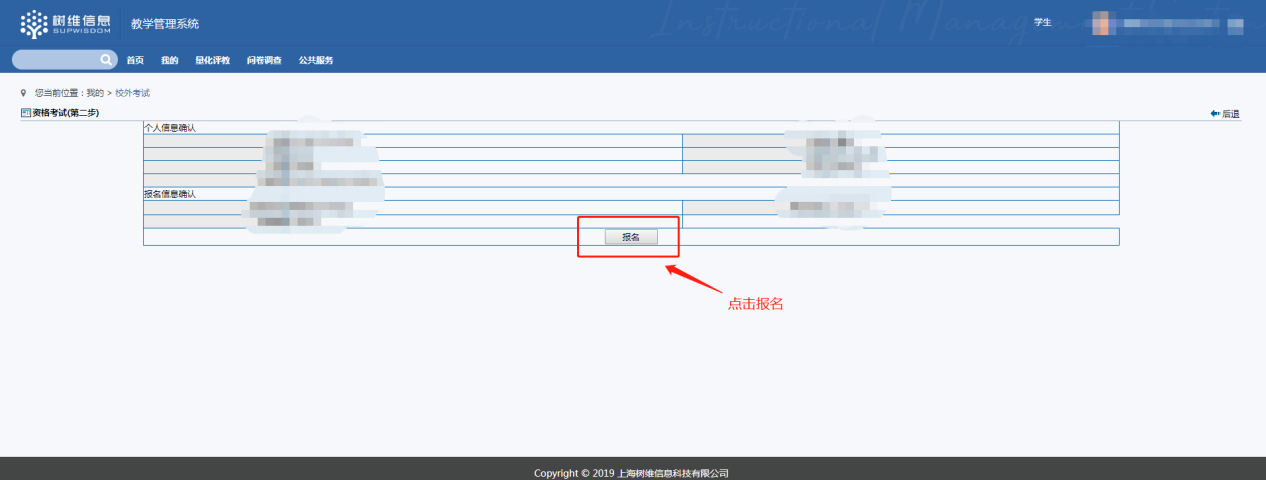 树维信息
SUPWISDOM
教学管理系统
Instructional Management System
学生
首页 我的 量化评教 问卷调查 公共服务
您当前位置：我的 > 校外考试
资格考试(第二步)
后退
个人信息确认
报名信息确认
报名
点击报名
Copyright © 2019 上海树维信息科技有限公司